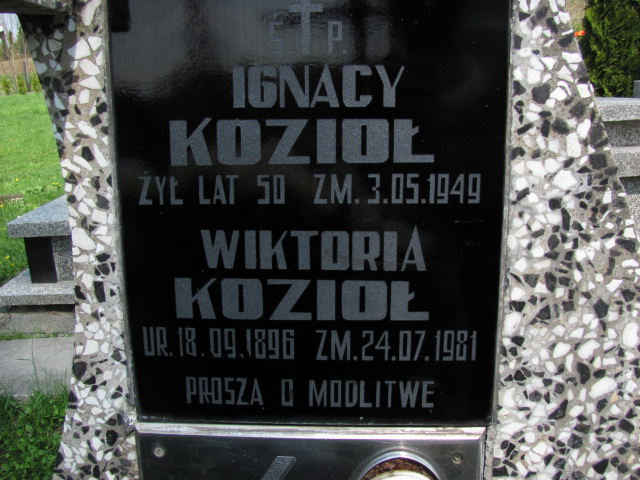 Ś P.
IGNACY
KOZIOŁ
ŻYŁ LAT 50 ZM. 3.05.1949
WIKTORIA
KOZIOŁ
UR. 18.09.1896 ZM. 24.07.1981
PROSZĄ O MODLITWĘ